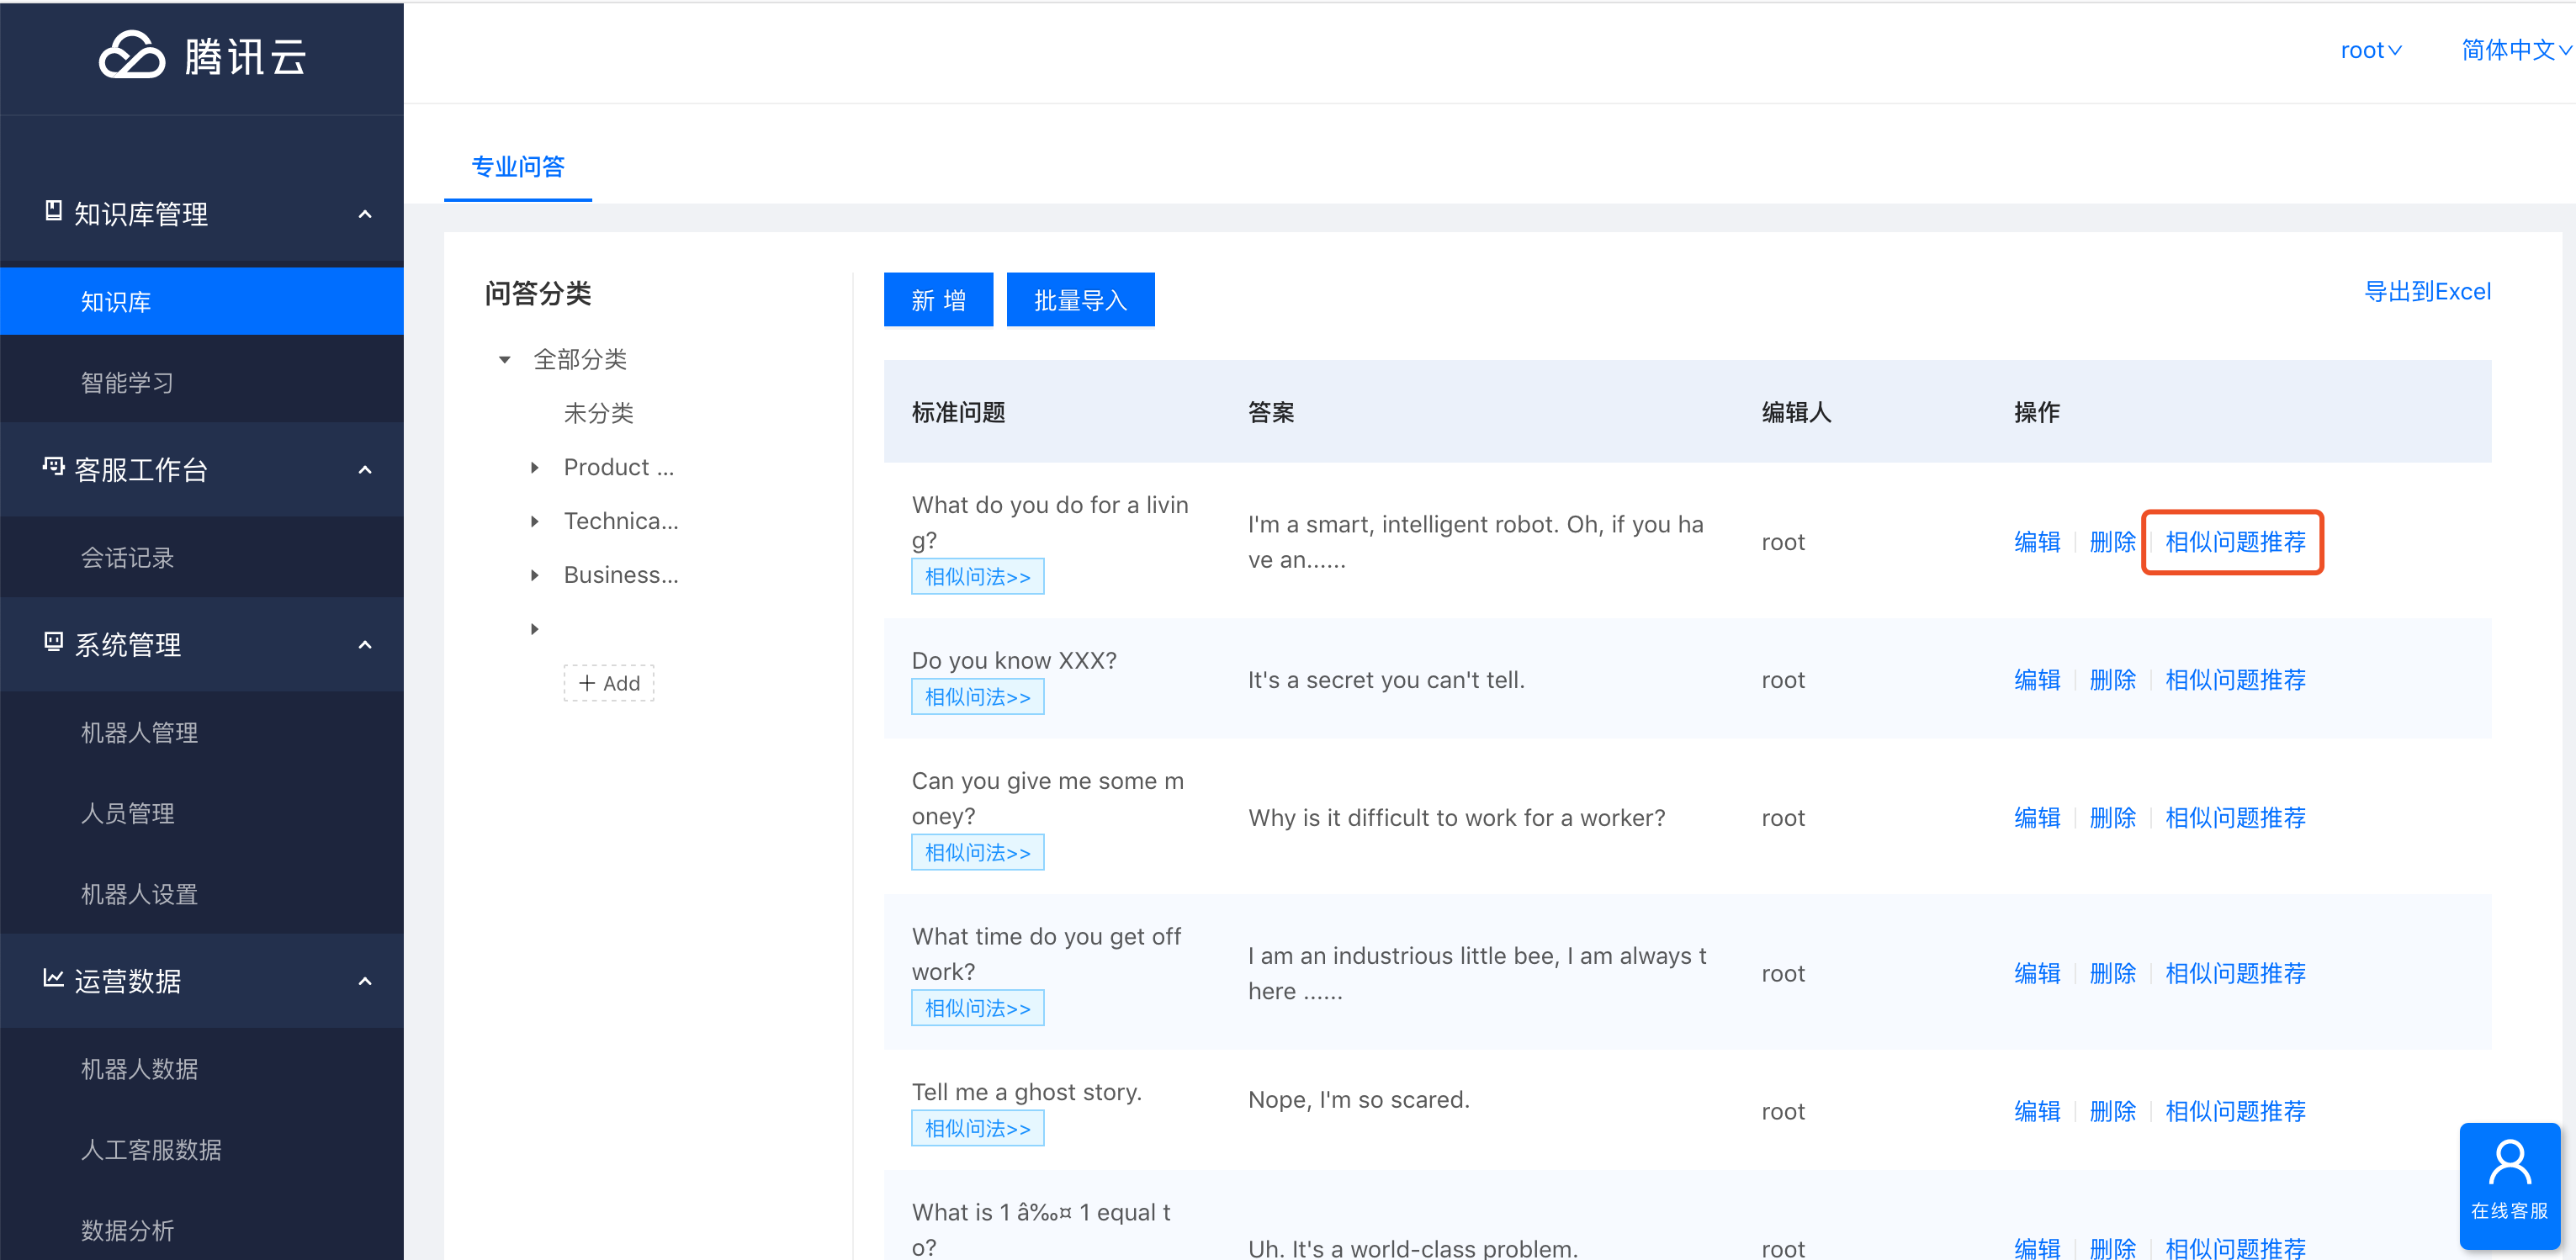 腾讯云
root
简体中文
知识库管理
知识库
智能学习
客服工作台
会话记录
系统管理
机器人管理
人员管理
机器人设置
运营数据
机器人数据
人工客服数据
数据分析
专业问答
问答分类
全部分类
未分类
Product ...
Technica...
Business...
+ Add
新 增
批量导入
导出到Excel
标准问题 答案 编辑人 操作
What do you do for a livin
g?
相似问法>>
I'm a smart, intelligent robot. Oh, if you ha
ve an......
root
编辑 删除 相似问题推荐
Do you know XXX?
相似问法>>
It's a secret you can't tell.
root
编辑 删除 相似问题推荐
Can you give me some m
oney?
相似问法>>
Why is it difficult to work for a worker?
root
编辑 删除 相似问题推荐
What time do you get off
work?
相似问法>>
I am an industrious little bee, I am always t
here ......
root
编辑 删除 相似问题推荐
Tell me a ghost story.
相似问法>>
Nope, I'm so scared.
root
编辑 删除 相似问题推荐
What is 1 â‰¤ 1 equal t
o?
Uh. It's a world-class problem.
root
编辑 删除 相似问题推荐
在线客服